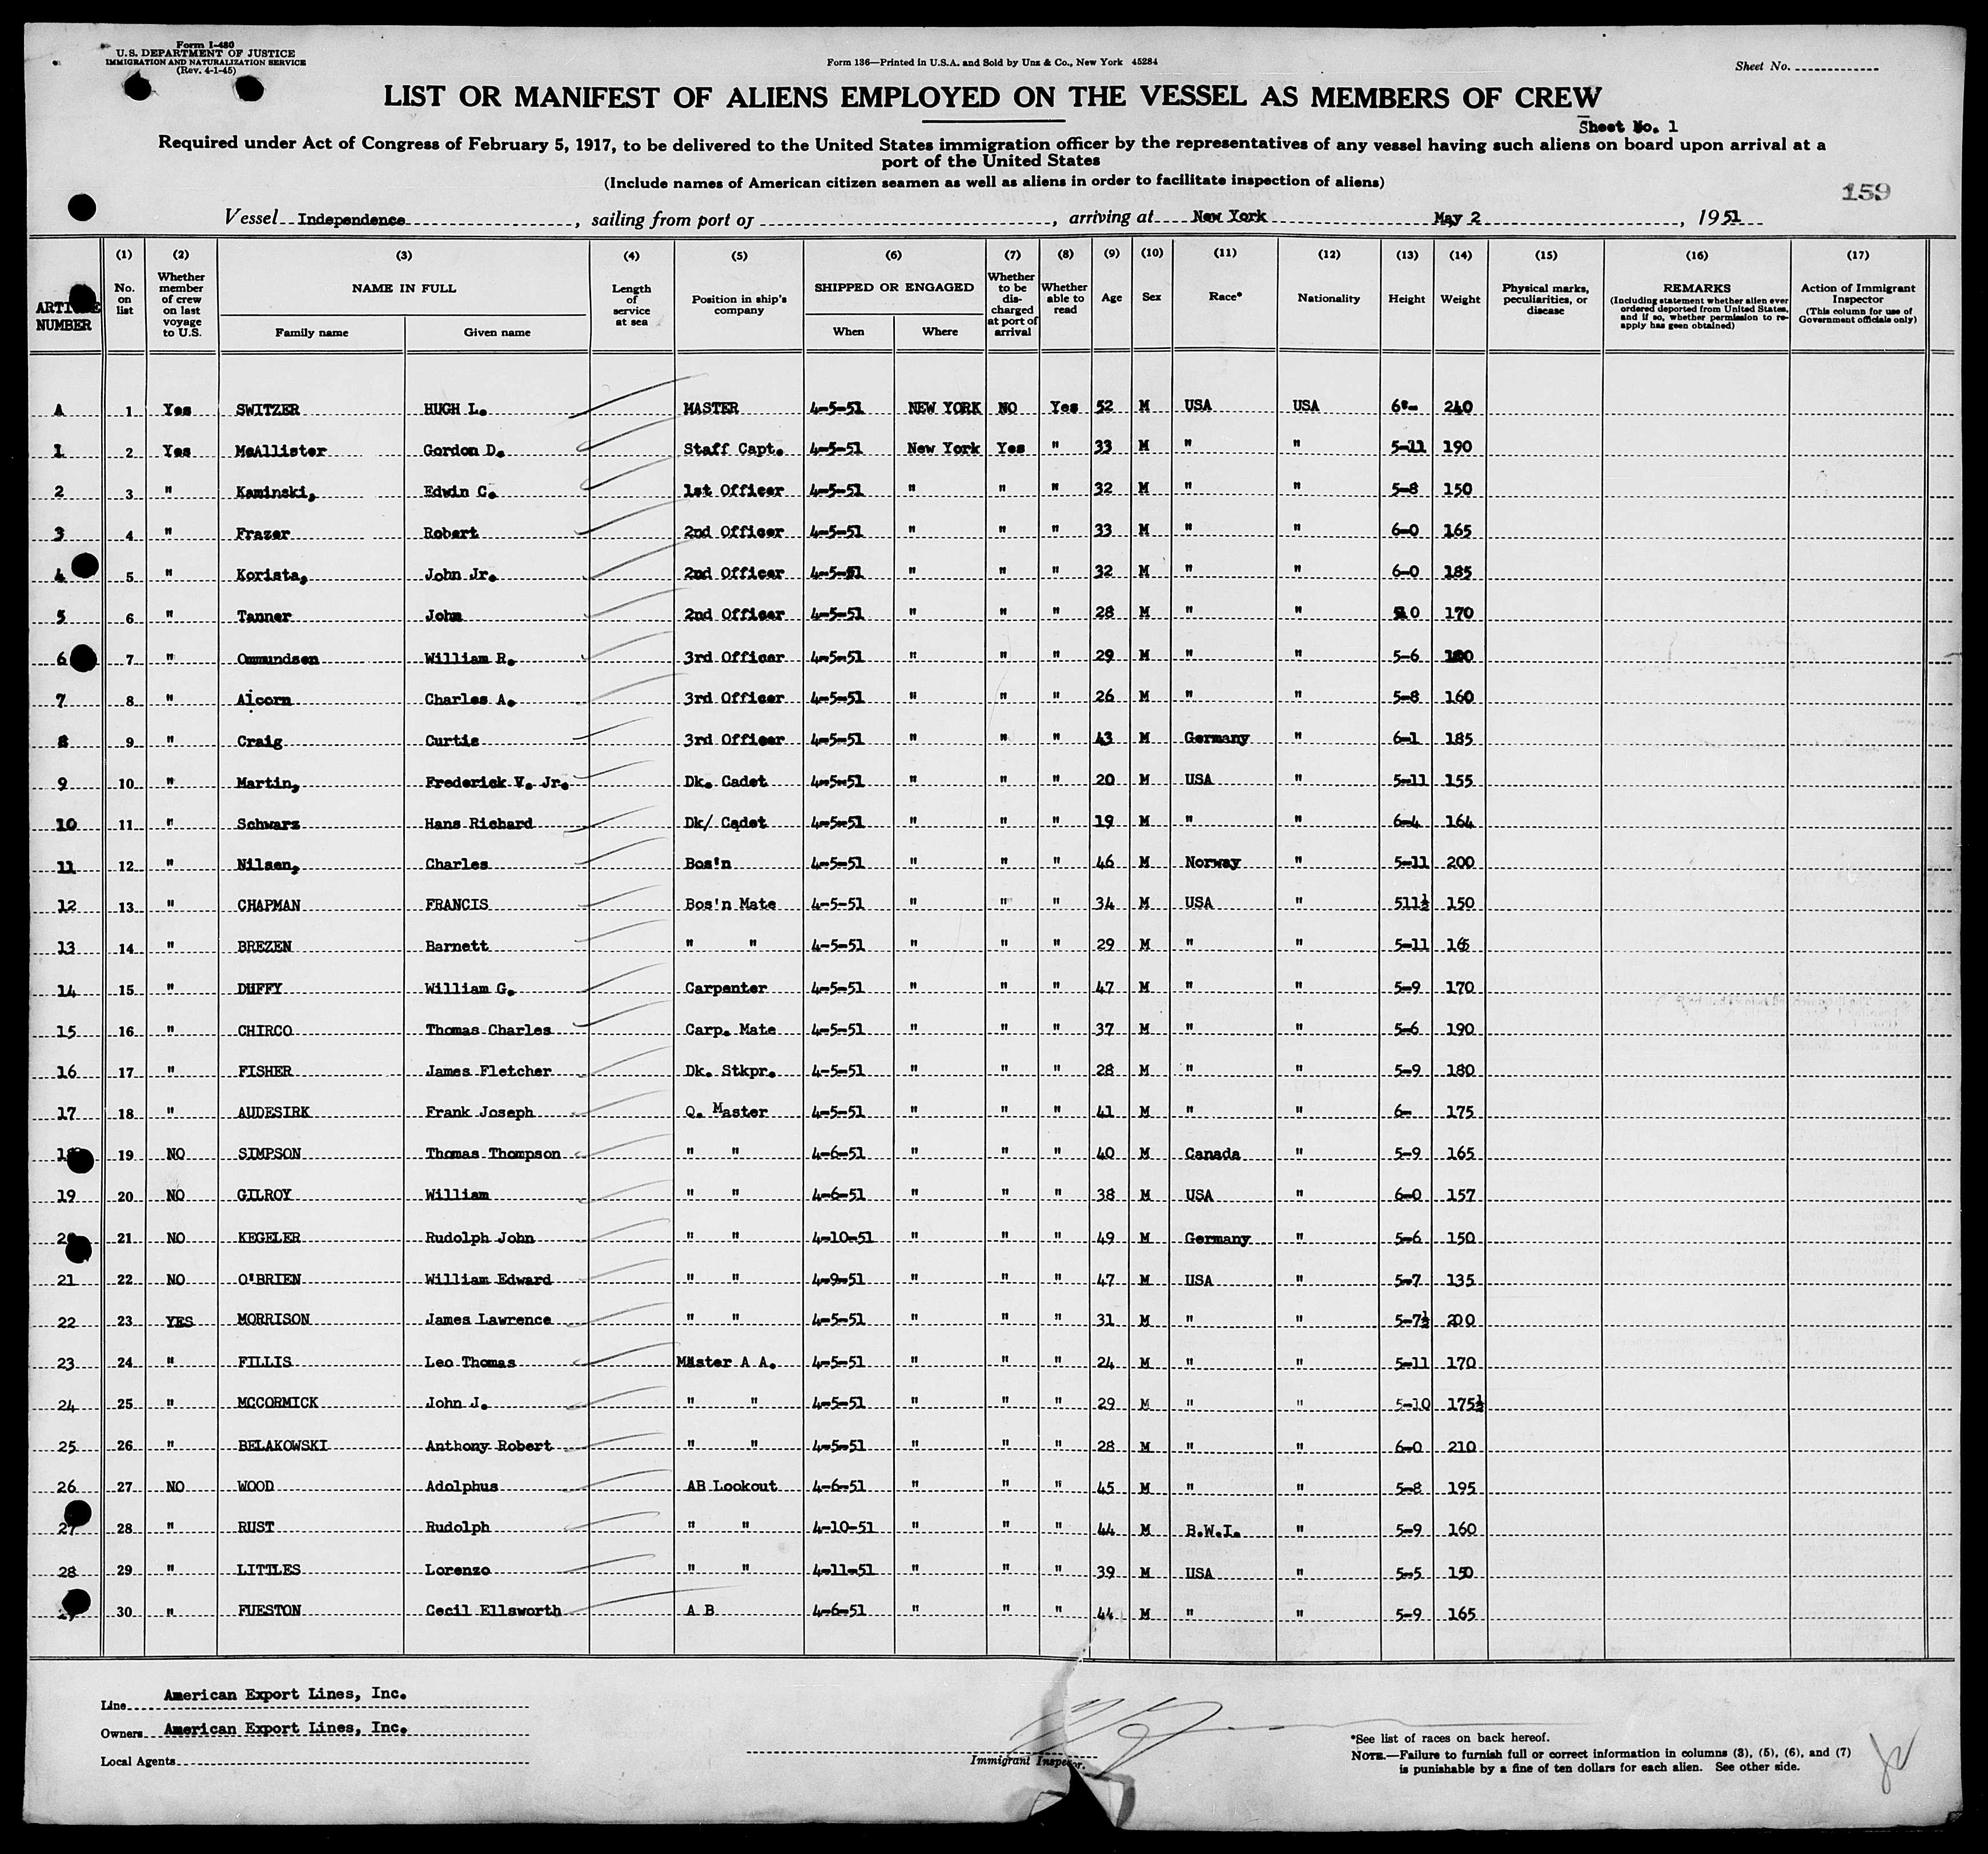 Form I-480
U.S. DEPARTMENT OF JUSTICE
IMMIGRATION AND NATURALIZATION SERVICE
(Rev. 4-1-45)
Form 136—Printed in U.S.A. and Sold by Unz & Co., New York 45284
Sheet No.
LIST OR MANIFEST OF ALIENS EMPLOYED ON THE VESSEL AS MEMBERS OF CREW
Sheet No. 1
Required under Act of Congress of February 5, 1917, to be delivered to the United States immigration officer by the representatives of any vessel having such aliens on board upon arrival at a
port of the United States
(Include names of American citizen seamen as well as aliens in order to facilitate inspection of aliens)
159
Vessel Independence, sailing from port of, arriving at New York May 2, 1951
ARTICLE NUMBER
(1) No. on list
(2) Whether member of crew on last voyage to U.S.
(3) NAME IN FULL Family name Given name
(4) Length of service at sea
(5) Position in ship's company
(6) SHIPPED OR ENGAGED When Where
(7) Whether to be discharged at port of arrival
(8) Whether able to read
(9) Age
(10) Sex
(11) Race*
(12) Nationality
(13) Height
(14) Weight
(15) Physical marks, peculiarities, or disease
(16) REMARKS (Including statement whether alien ever ordered deported from United States, and if so, whether permission to re-apply has geen obtained)
(17) Action of Immigrant Inspector (This column for use of Government officials only)
A 1 Yes SWITZER HUGH L. MASTER 4-5-51 NEW YORK NO Yes 52 M USA USA 6'- 240
1 2 Yes McAllister Gordon D. Staff Capt. 4-5-51 New York Yes " 33 M " " 5-11 190
2 3 " Kaminski, Edwin C. 1st Officer 4-5-51 " " " 32 M " " 5-8 150
3 4 " Frazer Robert 2nd Officer 4-5-51 " " " 33 M " " 6-0 165
4 5 " Korista, John Jr. 2nd Officer 4-5-51 " " " 32 M " " 6-0 185
5 6 " Tanner John 2nd Officer 4-5-51 " " " 28 M " " 170
6 7 " Ommundsen William R. 3rd Officer 4-5-51 " " " 29 M " " 5-6
7 8 " Alcorn Charles A. 3rd Officer 4-5-51 " " " 26 M " " 5-8 160
8 9 " Craig Curtis 3rd Officer 4-5-51 " " " 43 M Germany " 6-1 185
9 10 " Martin, Frederick V. Jr. Dk. Cadet 4-5-51 " " " 20 M USA " 5-11 155
10 11 " Schwarz Hans Richard Dk/ Cadet 4-5-51 " " " 19 M " " 6-4 164
11 12 " Nilsen, Charles Bos'n 4-5-51 " " " 46 M Norway " 5-11 200
12 13 " CHAPMAN FRANCIS Bos'n Mate 4-5-51 " " " 34 M USA " 511½ 150
13 14 " BREZEN Barnett " " 4-5-51 " " " 29 M " " 5-11
14 15 " DUFFY William G. Carpenter 4-5-51 " " " 47 M " " 5-9 170
15 16 " CHIRCO Thomas Charles Carp. Mate 4-5-51 " " " 37 M " " 5-6 190
16 17 " FISHER James Fletcher Dk. Stkpr. 4-5-51 " " " 28 M " " 5-9 180
17 18 " AUDESIRK Frank Joseph Q. Master 4-5-51 " " " 41 M " " 6- 175
18 19 NO SIMPSON Thomas Thompson " " 4-6-51 " " " 40 M Canada " 5-9 165
19 20 NO GILROY William " " 4-6-51 " " " 38 M USA " 6-0 157
20 21 NO KEGELER Rudolph John " " 4-10-51 " " " 49 M Germany " 5-6 150
21 22 NO O'BRIEN William Edward " " 4-9-51 " " " 47 M USA " 5-7 135
22 23 YES MORRISON James Lawrence " " 4-5-51 " " " 31 M " " 5-7½ 200
23 24 " FILLIS Leo Thomas Master A A. 4-5-51 " " " 24 M " " 5-11 170
24 25 " MCCORMICK John J. " " 4-5-51 " " " 29 M " " 5-10 175½
25 26 " BELAKOWSKI Anthony Robert " " 4-5-51 " " " 28 M " " 6-0 210
26 27 NO WOOD Adolphus AB Lookout 4-6-51 " " " 45 M " " 5-8 195
27 28 " RUST Rudolph " " 4-10-51 " " " 44 M B.W.I. " 5-9 160
28 29 " LITTLES Lorenzo " " 4-11-51 " " " 39 M USA " 5-5 150
30 " FUESTON Cecil Ellsworth A B 4-6-51 " " " 44 M " " 5-9 165
Line American Export Lines, Inc.
Owners American Export Lines, Inc.
Local Agents
Immigrant Inspector.
*See list of races on back hereof.
NOTE.—Failure to furnish full or correct information in columns (3), (5), (6), and (7)
is punishable by a fine of ten dollars for each alien. See other side.